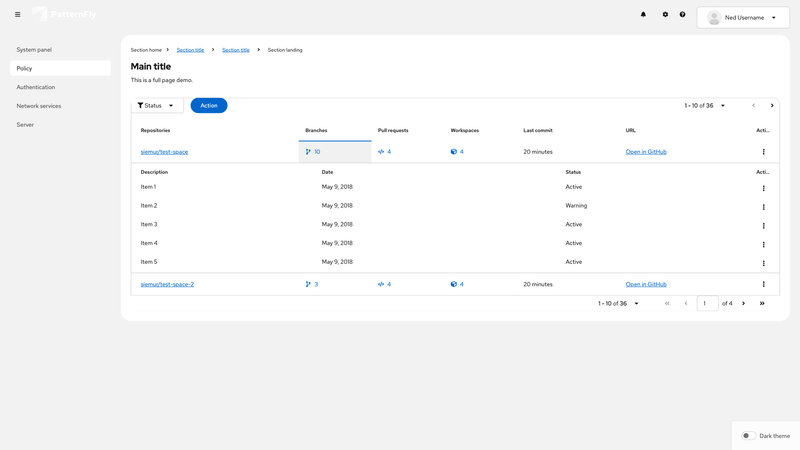 PatternFly
Ned Username
System panel
Policy
Authentication
Network services
Server
Section home Section title Section title Section landing
Main title
This is a full page demo.
Status Action 1 - 10 of 36
Repositories Branches Pull requests Workspaces Last commit URL Acti...
siemur/test-space 10 4 4 20 minutes Open in GitHub
Description Date Status Acti...
Item 1 May 9, 2018 Active
Item 2 May 9, 2018 Warning
Item 3 May 9, 2018 Active
Item 4 May 9, 2018 Active
Item 5 May 9, 2018 Active
siemur/test-space-2 3 4 4 20 minutes Open in GitHub
1 - 10 of 36 1 of 4
Dark theme